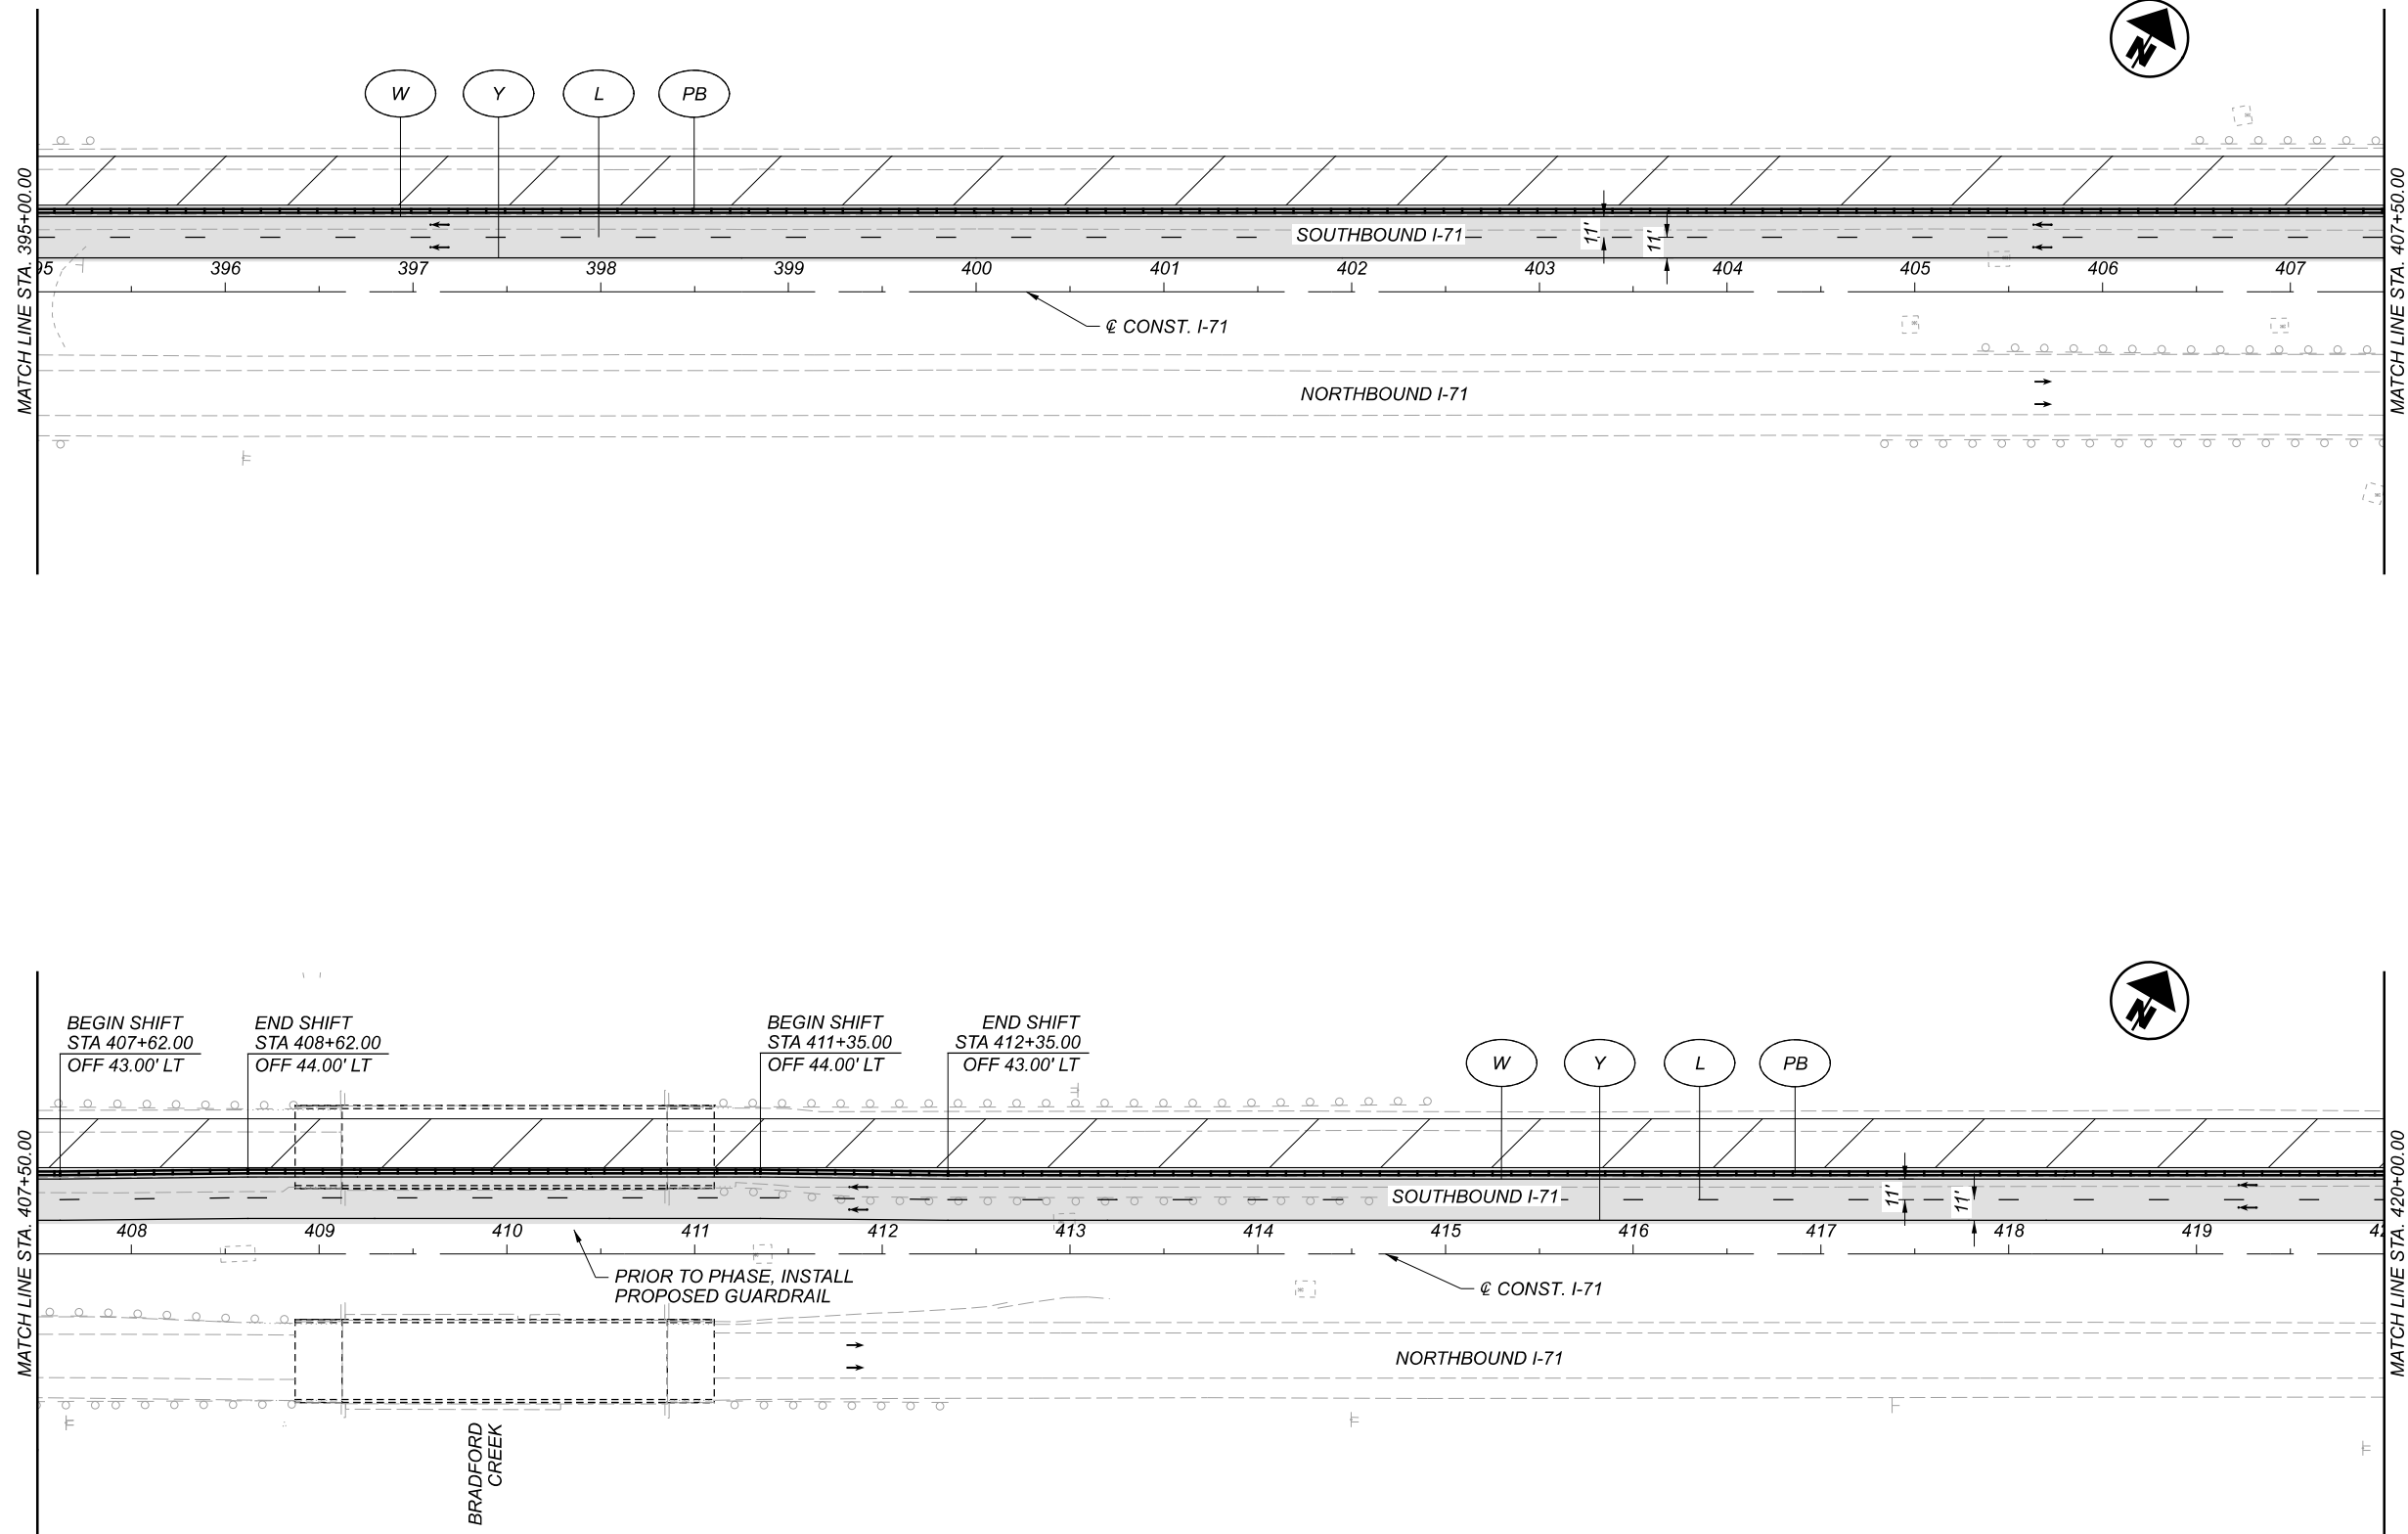 N
W Y L PB
MATCH LINE STA. 395+00.00
MATCH LINE STA. 407+50.00
SOUTHBOUND I-71
11'
11'
95 396 397 398 399 400 401 402 403 404 405 406 407
℄ CONST. I-71
NORTHBOUND I-71
N
BEGIN SHIFT
STA 407+62.00
OFF 43.00' LT
END SHIFT
STA 408+62.00
OFF 44.00' LT
BEGIN SHIFT
STA 411+35.00
OFF 44.00' LT
END SHIFT
STA 412+35.00
OFF 43.00' LT
W Y L PB
MATCH LINE STA. 407+50.00
MATCH LINE STA. 420+00.00
SOUTHBOUND I-71
11'
11'
408 409 410 411 412 413 414 415 416 417 418 419 42
PRIOR TO PHASE, INSTALL
PROPOSED GUARDRAIL
℄ CONST. I-71
NORTHBOUND I-71
BRADFORD
CREEK